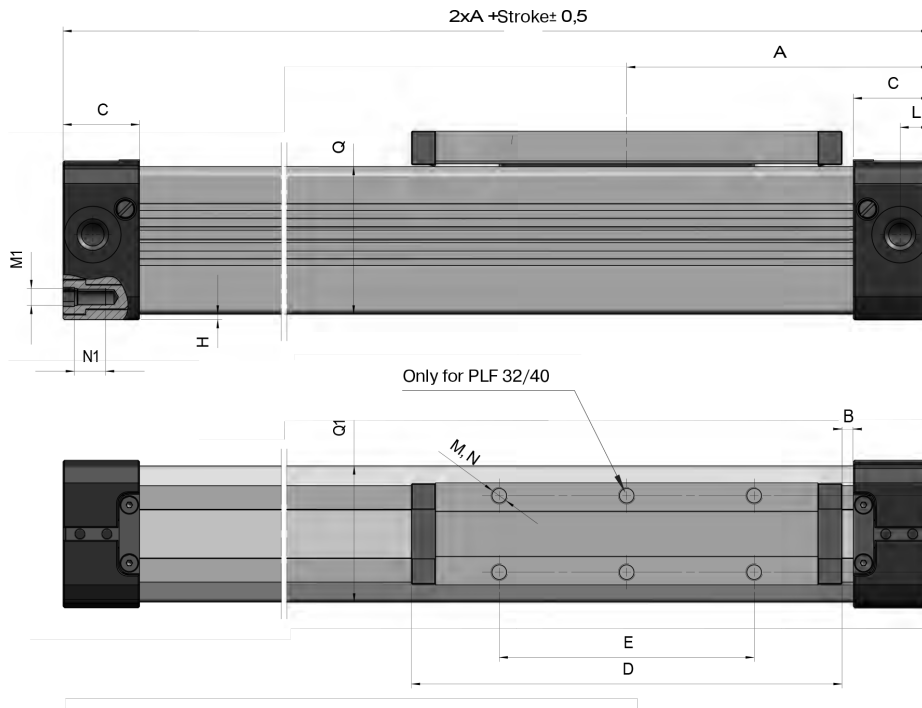 2xA +Stroke± 0,5
A
C
C
L
Q
M1
H
N1
Only for PLF 32/40
B
Q1
M, N
E
D